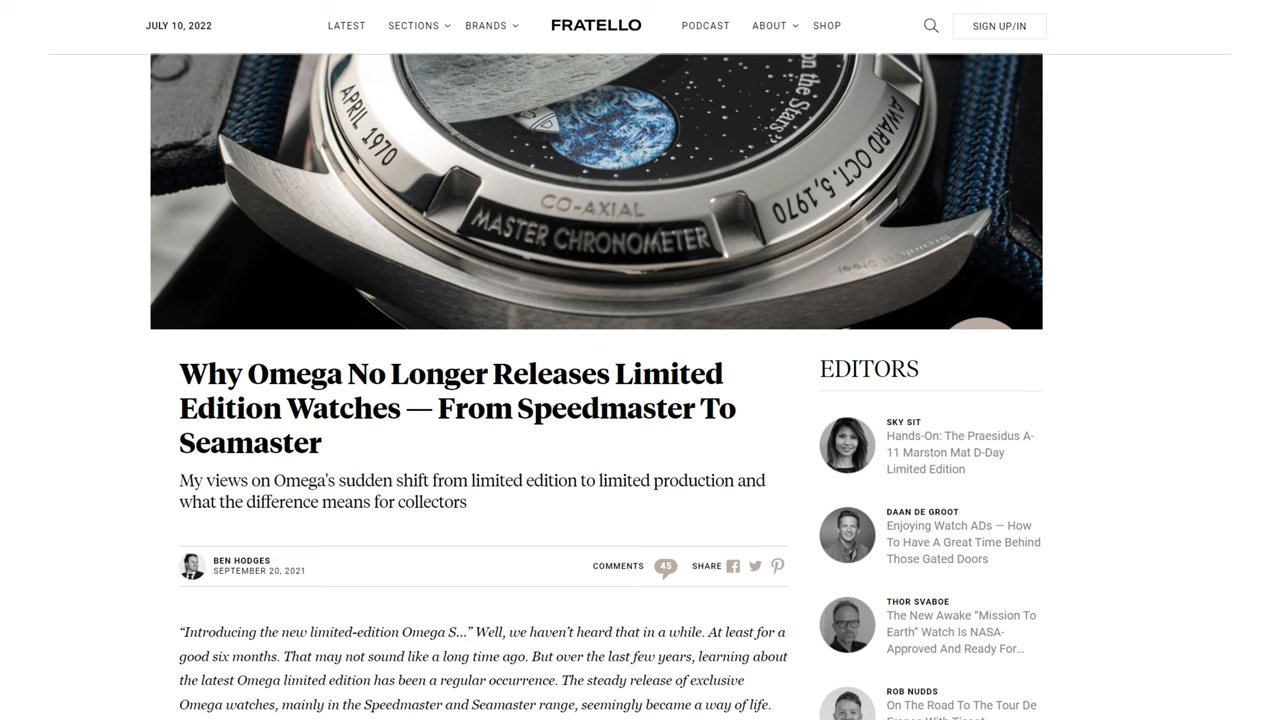 JULY 10, 2022
LATEST
SECTIONS
BRANDS
FRATELLO
PODCAST
ABOUT
SHOP
SIGN UP/IN
APRIL 1970
on the Stars"
AWARD OCT. 5,1970
CO-AXIAL
MASTER CHRONOMETER
Stainless Steel
Why Omega No Longer Releases Limited
Edition Watches — From Speedmaster To
Seamaster
My views on Omega's sudden shift from limited edition to limited production and
what the difference means for collectors
BEN HODGES
SEPTEMBER 20, 2021
COMMENTS 45 SHARE
“Introducing the new limited-edition Omega S…” Well, we haven’t heard that in a while. At least for a
good six months. That may not sound like a long time ago. But over the last few years, learning about
the latest Omega limited edition has been a regular occurrence. The steady release of exclusive
Omega watches, mainly in the Speedmaster and Seamaster range, seemingly became a way of life.
EDITORS
SKY SIT
Hands-On: The Praesidus A-
11 Marston Mat D-Day
Limited Edition
DAAN DE GROOT
Enjoying Watch ADs — How
To Have A Great Time Behind
Those Gated Doors
THOR SVABOE
The New Awake “Mission To
Earth” Watch Is NASA-
Approved And Ready For…
ROB NUDDS
On The Road To The Tour De
France With Tissot